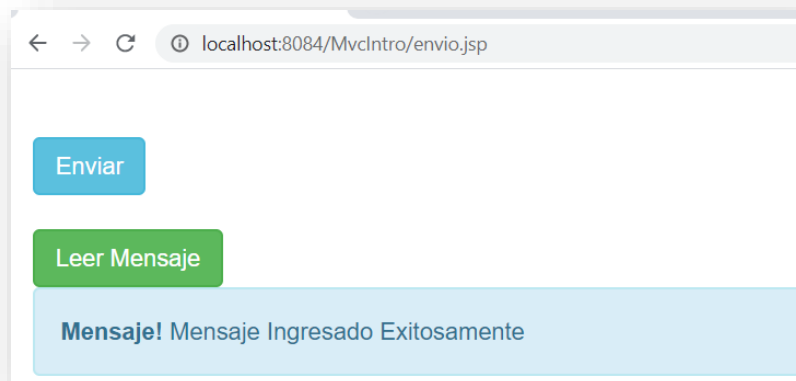 localhost:8084/MvcIntro/envio.jsp
Enviar
Leer Mensaje
Mensaje! Mensaje Ingresado Exitosamente